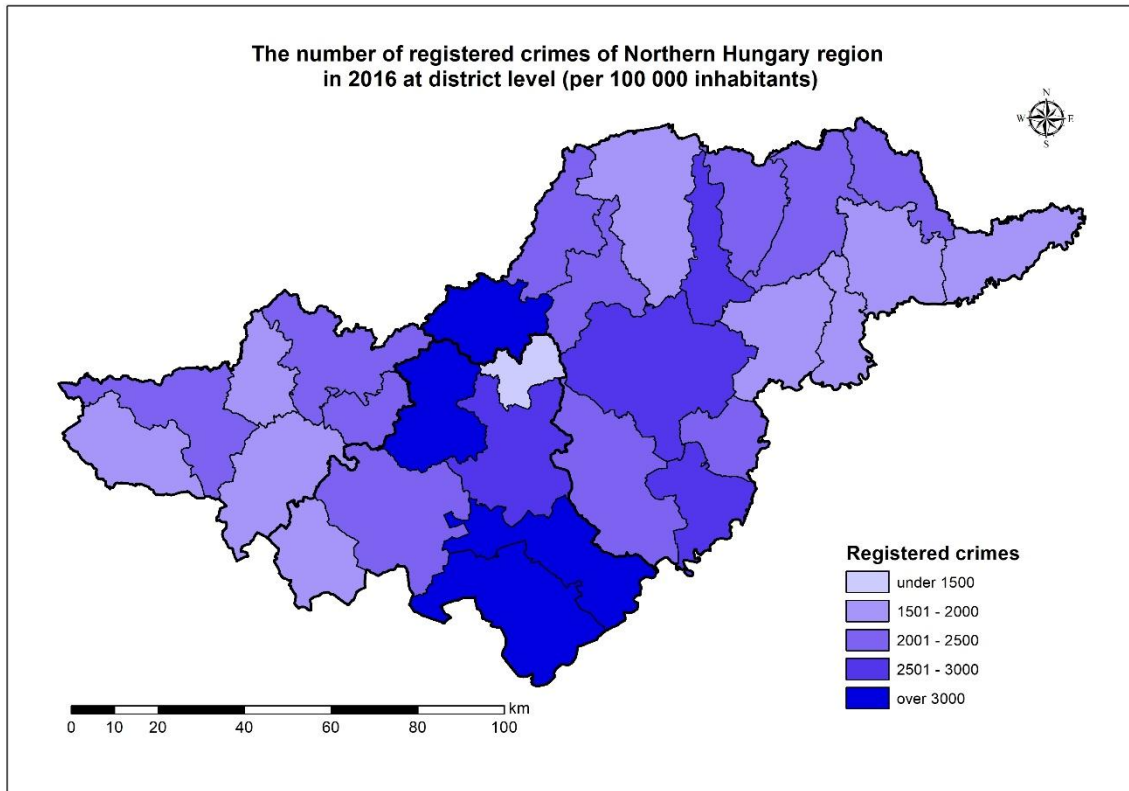 The number of registered crimes of Northern Hungary region
in 2016 at district level (per 100 000 inhabitants)
N
W E
S
Registered crimes
under 1500
1501 - 2000
2001 - 2500
2501 - 3000
over 3000
km
0 10 20 40 60 80 100